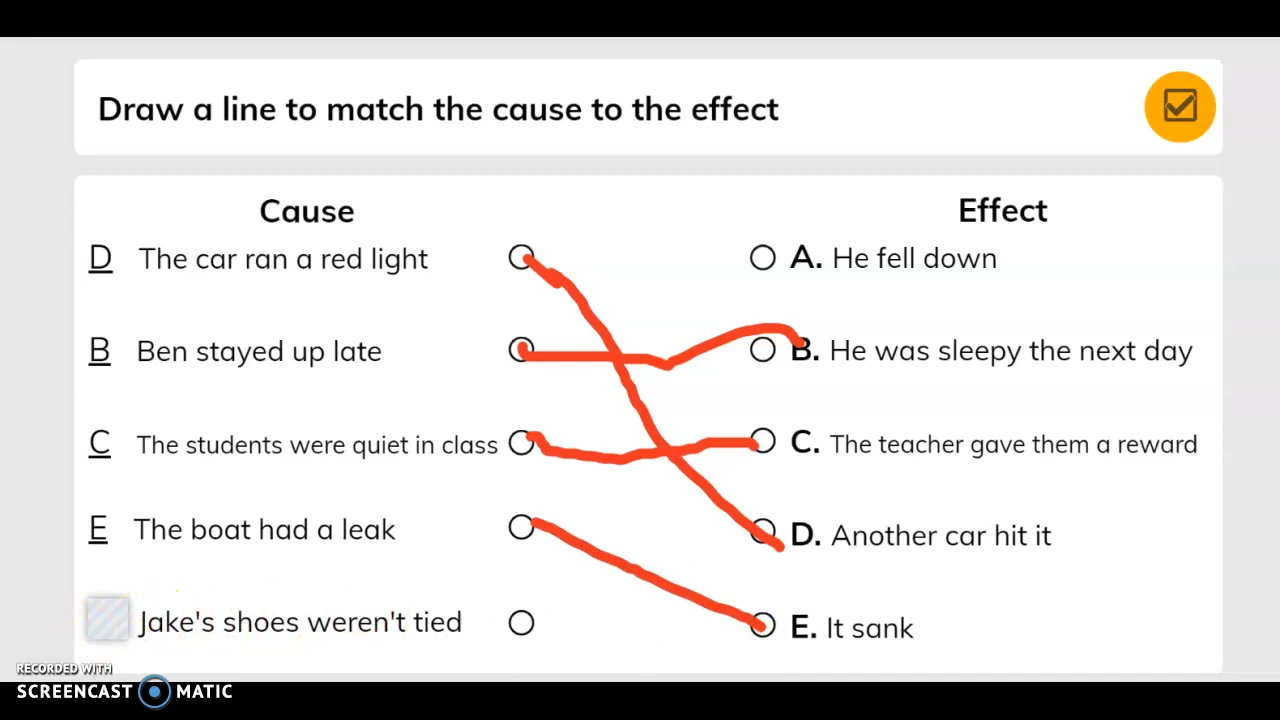 Draw a line to match the cause to the effect
Cause Effect
D The car ran a red light A. He fell down
B Ben stayed up late B. He was sleepy the next day
C The students were quiet in class C. The teacher gave them a reward
E The boat had a leak D. Another car hit it
Jake's shoes weren't tied E. It sank
RECORDED WITH
SCREENCAST MATIC